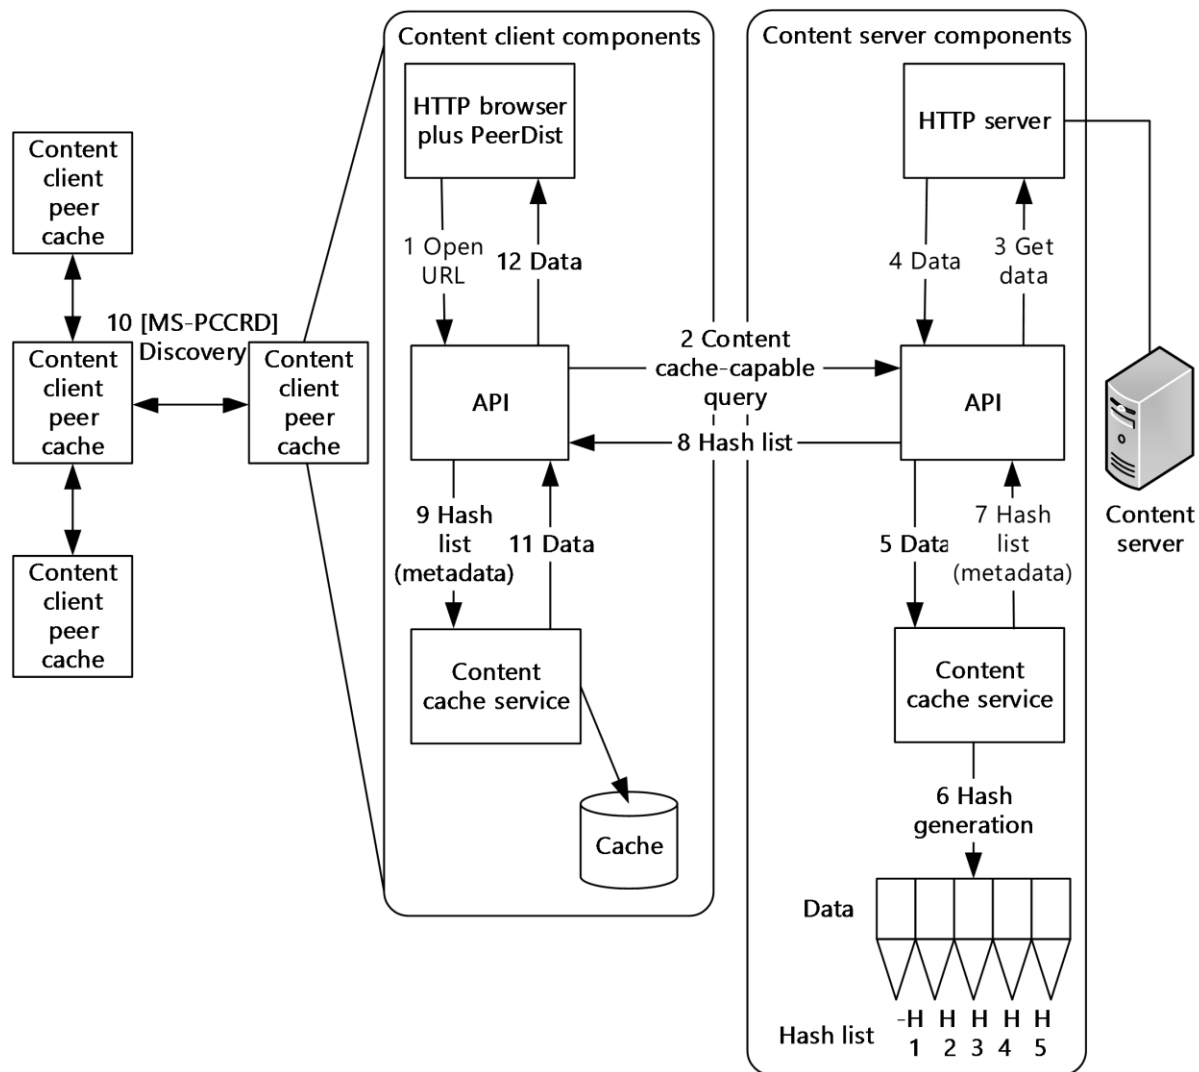 Content client components
Content server components
HTTP browser
plus PeerDist
HTTP server
Content
client
peer
cache
1 Open
URL
12 Data
4 Data
3 Get
data
10 [MS-PCCRD]
Discovery
Content
client
peer
cache
Content
client
peer
cache
API
2 Content
cache-capable
query
API
8 Hash list
9 Hash
list
(metadata)
11 Data
5 Data
7 Hash
list
(metadata)
Content
server
Content
client
peer
cache
Content
cache service
Content
cache service
Cache
6 Hash
generation
Data
Hash list
-H H H H H
1 2 3 4 5